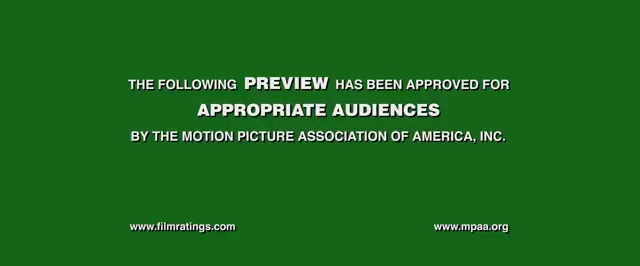 THE FOLLOWING PREVIEW HAS BEEN APPROVED FOR
APPROPRIATE AUDIENCES
BY THE MOTION PICTURE ASSOCIATION OF AMERICA, INC.
www.filmratings.com www.mpaa.org